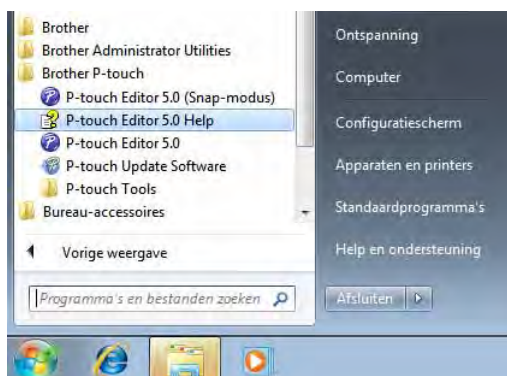 Brother
Brother Administrator Utilities
Brother P-touch
P-touch Editor 5.0 (Snap-modus)
P-touch Editor 5.0 Help
P-touch Editor 5.0
P-touch Update Software
P-touch Tools
Bureau-accessoires
Vorige weergave
Programma's en bestanden zoeken
Ontspanning
Computer
Configuratiescherm
Apparaten en printers
Standaardprogramma's
Help en ondersteuning
Afsluiten